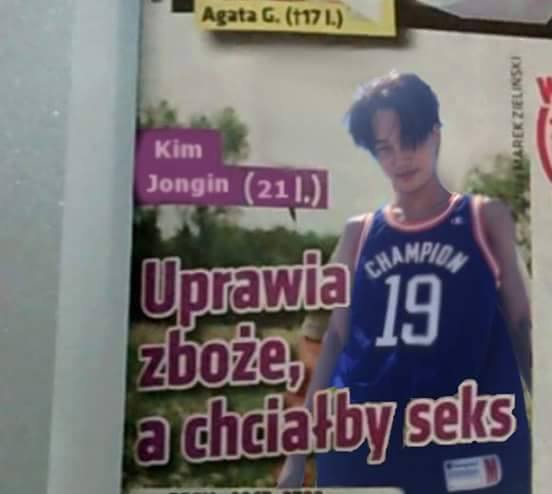 Agata G. (†17 l.)
MAREK ZIELIŃSKI
Kim
Jongin (21 l.)
CHAMPION
19
Uprawia
zboże,
a chciałby seks